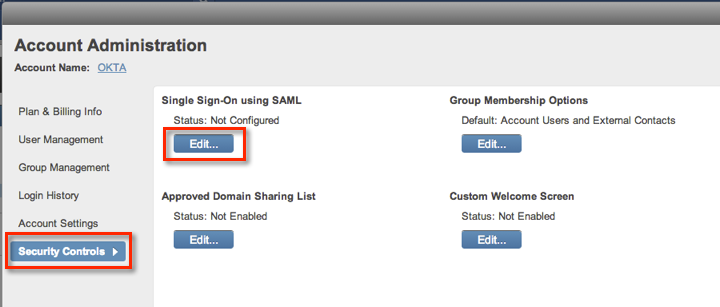 Account Administration
Account Name: OKTA
Plan & Billing Info
User Management
Group Management
Login History
Account Settings
Security Controls
Single Sign-On using SAML
Status: Not Configured
Edit...
Group Membership Options
Default: Account Users and External Contacts
Edit...
Approved Domain Sharing List
Status: Not Enabled
Edit...
Custom Welcome Screen
Status: Not Enabled
Edit...